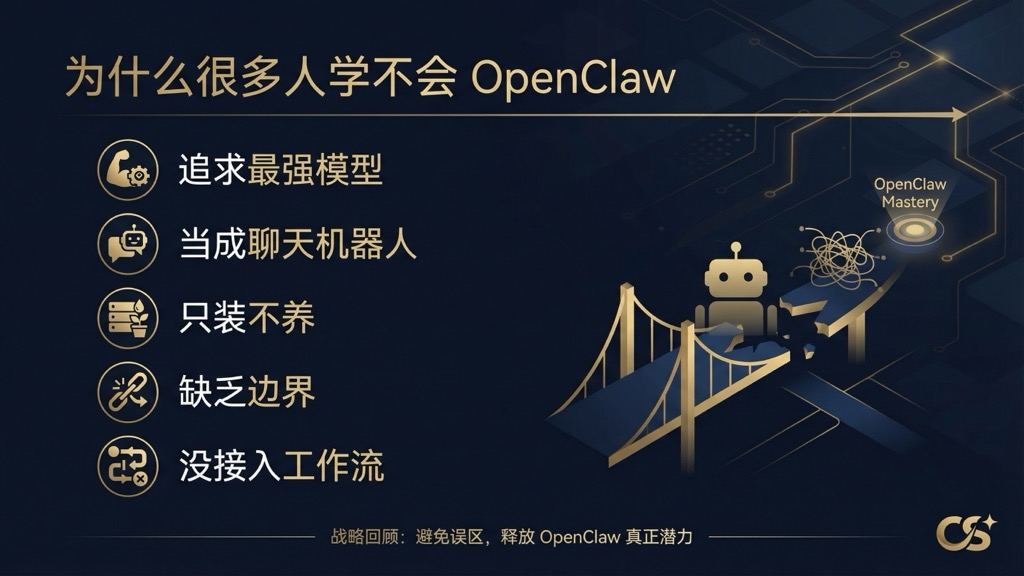 为什么很多人学不会 OpenClaw
追求最强模型
当成聊天机器人
只装不养
缺乏边界
没接入工作流
OpenClaw
Mastery
战略回顾：避免误区，释放 OpenClaw 真正潜力
CS